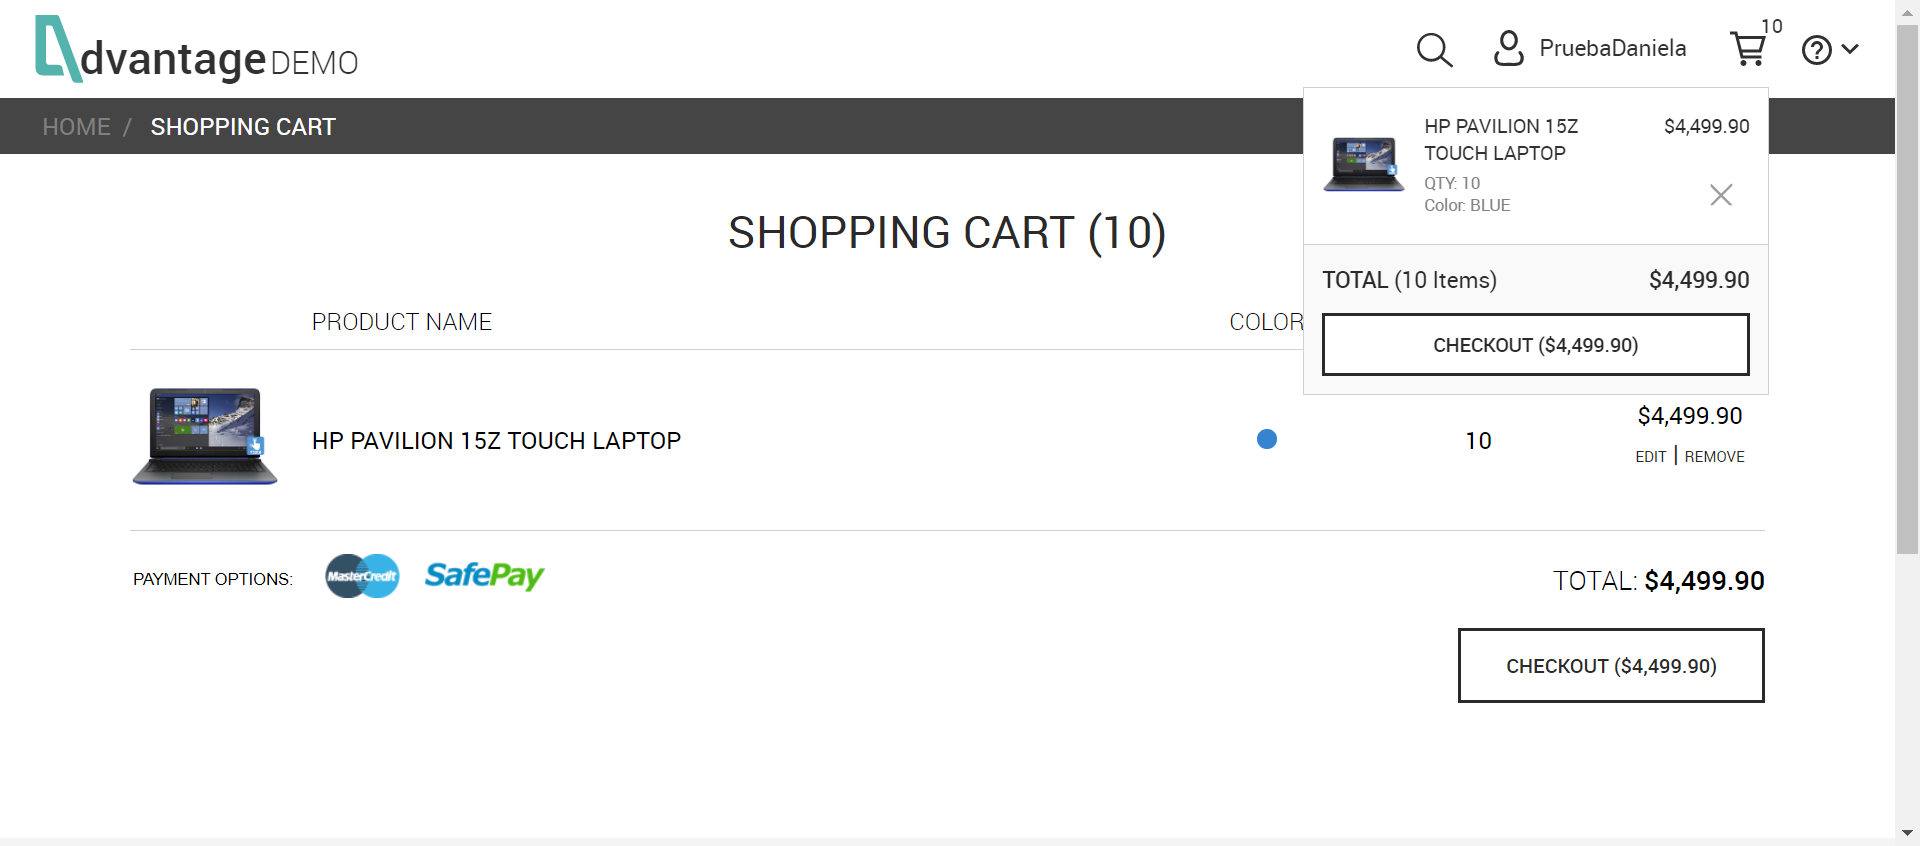 dvantage DEMO
PruebaDaniela
10
HOME / SHOPPING CART
HP PAVILION 15Z
TOUCH LAPTOP
$4,499.90
QTY: 10
Color: BLUE
TOTAL (10 Items) $4,499.90
CHECKOUT ($4,499.90)
SHOPPING CART (10)
PRODUCT NAME
COLOR
HP PAVILION 15Z TOUCH LAPTOP
10
$4,499.90
EDIT | REMOVE
PAYMENT OPTIONS:
MasterCredit
SafePay
TOTAL: $4,499.90
CHECKOUT ($4,499.90)